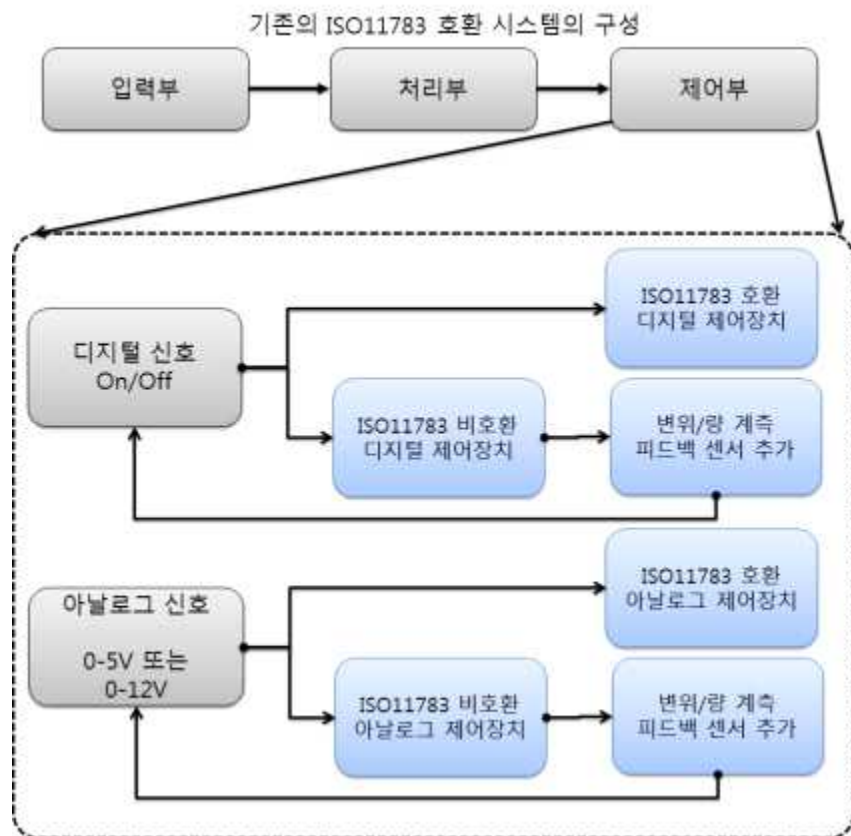 기존의 ISO11783 호환 시스템의 구성
입력부
처리부
제어부
디지털 신호
On/Off
ISO11783 호환
디지털 제어장치
ISO11783 비호환
디지털 제어장치
변위/량 계측
피드백 센서 추가
아날로그 신호
0-5V 또는
0-12V
ISO11783 호환
아날로그 제어장치
ISO11783 비호환
아날로그 제어장치
변위/량 계측
피드백 센서 추가